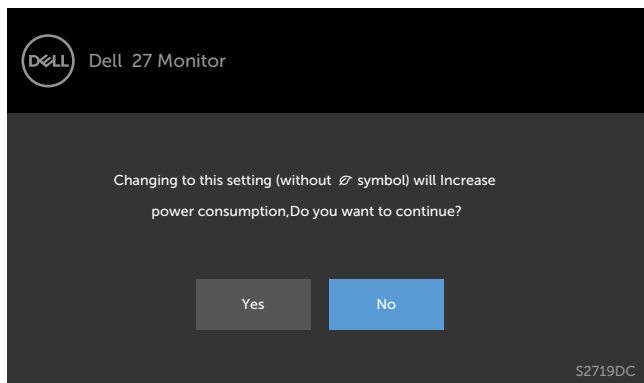 DELL
Dell 27 Monitor
Changing to this setting (without symbol) will Increase
power consumption,Do you want to continue?
Yes
No
S2719DC